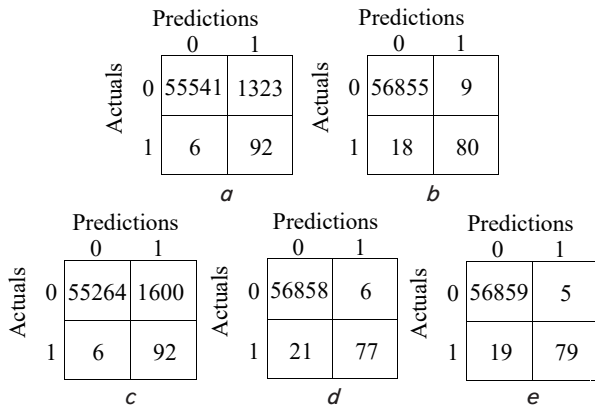 Predictions
0 1
Actuals
0 55541 1323
1 6 92
a
Predictions
0 1
Actuals
0 56855 9
1 18 80
b
Predictions
0 1
Actuals
0 55264 1600
1 6 92
c
Predictions
0 1
Actuals
0 56858 6
1 21 77
d
Predictions
0 1
Actuals
0 56859 5
1 19 79
e